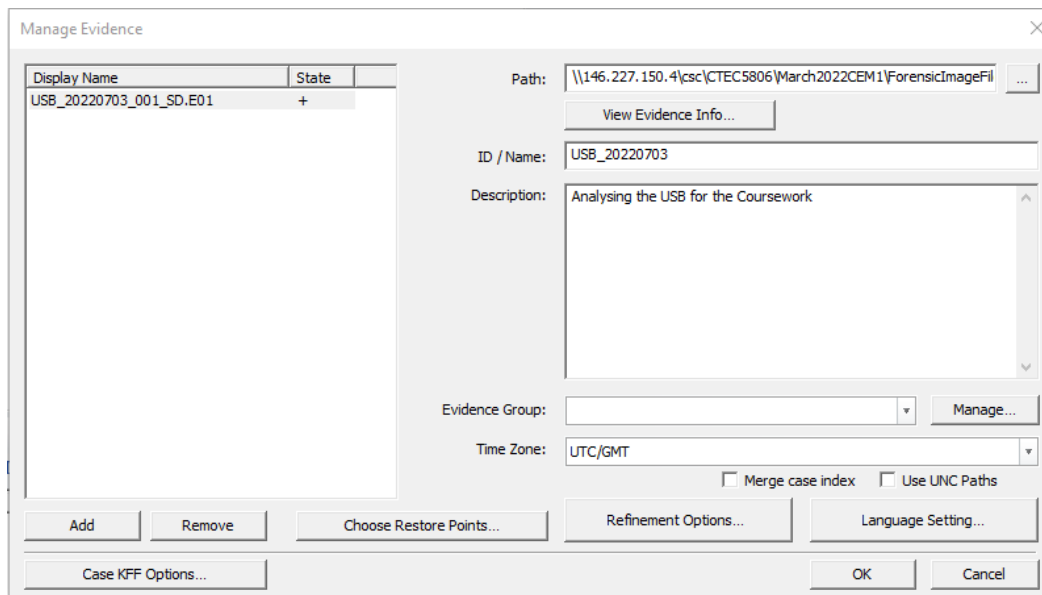 Manage Evidence
Display Name State
USB_20220703_001_SD.E01 +
Path: \\146.227.150.4\csc\CTEC5806\March2022CEM1\ForensicImageFil ...
View Evidence Info...
ID / Name: USB_20220703
Description: Analysing the USB for the Coursework
Evidence Group: Manage...
Time Zone: UTC/GMT
Merge case index Use UNC Paths
Add Remove Choose Restore Points... Refinement Options... Language Setting...
Case KFF Options... OK Cancel